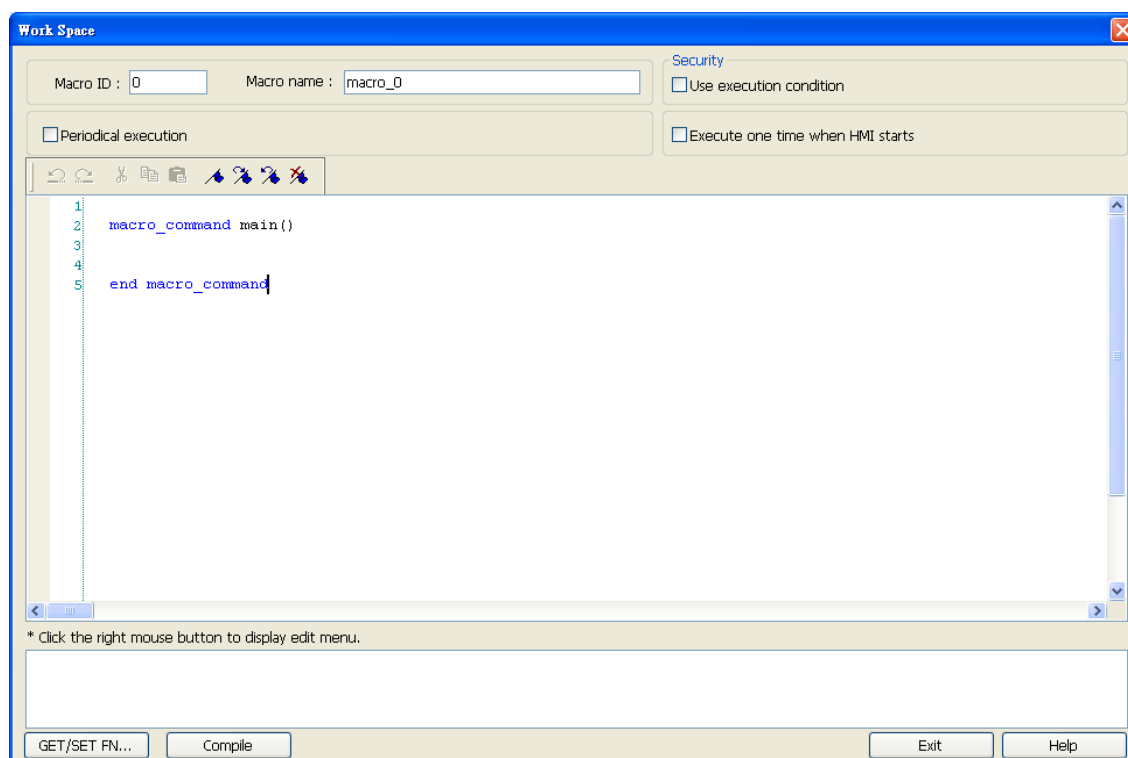 Work Space
Security
Macro ID : 0 Macro name : macro_0
Use execution condition
Periodical execution
Execute one time when HMI starts
1
2 macro_command main()
3
4
5 end macro_command
* Click the right mouse button to display edit menu.
GET/SET FN... Compile Exit Help